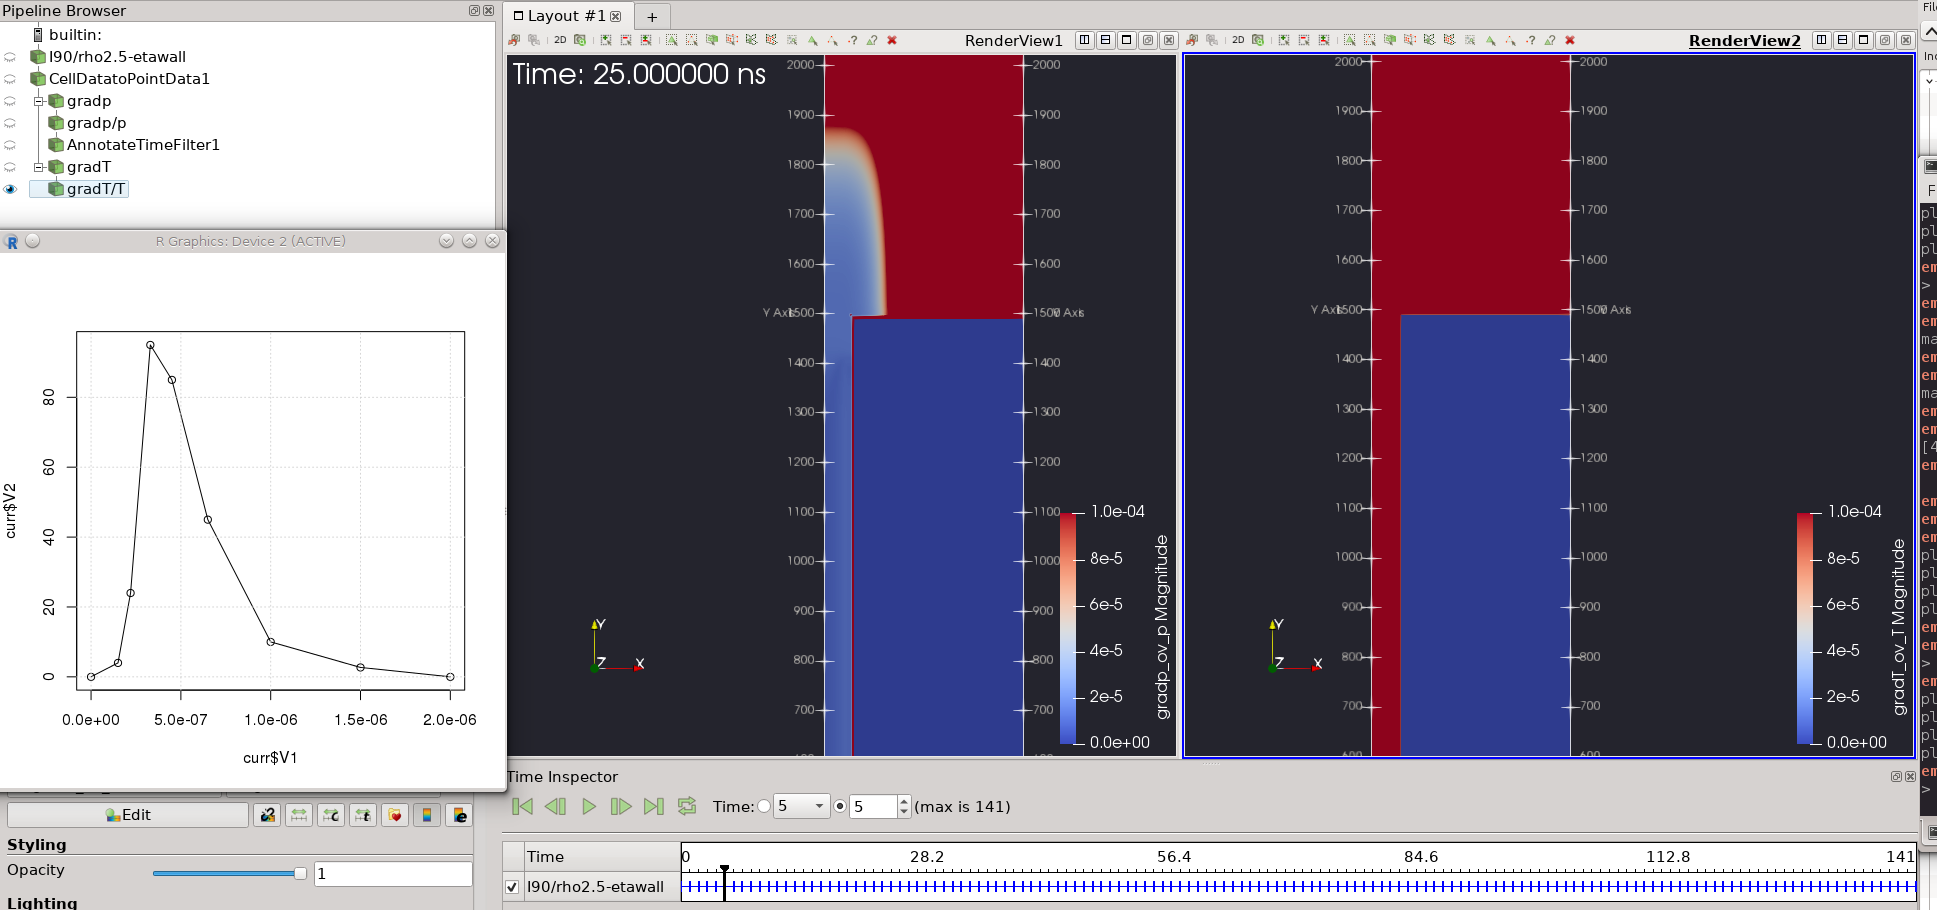 Pipeline Browser
builtin:
I90/rho2.5-etawall
CellDatatoPointData1
gradp
gradp/p
AnnotateTimeFilter1
gradT
gradT/T
R Graphics: Device 2 (ACTIVE)
80
60
40
20
0
curr$V2
0.0e+00 5.0e-07 1.0e-06 1.5e-06 2.0e-06
curr$V1
Edit
Styling
Opacity 1
Lighting
Layout #1
+
2D RenderView1
Time: 25.000000 ns
2000 2000
1900 1900
1800 1800
1700 1700
1600 1600
Y Axis 1500 1500 Axis
1400 1400
1300 1300
1200 1200
1100 1100
1000 1000
900 900
800 800
700 700
Y
Z X
1.0e-04
8e-5
6e-5
4e-5
2e-5
0.0e+00
gradp_ov_p Magnitude
2D RenderView2
2000 2000
1900 1900
1800 1800
1700 1700
1600 1600
Y Axis 1500 1500 Axis
1400 1400
1300 1300
1200 1200
1100 1100
1000 1000
900 900
800 800
700 700
600 600
Y
Z X
1.0e-04
8e-5
6e-5
4e-5
2e-5
0.0e+00
gradT_ov_T Magnitude
Time Inspector
Time: 5 5 (max is 141)
Time 0 28.2 56.4 84.6 112.8 141
I90/rho2.5-etawall